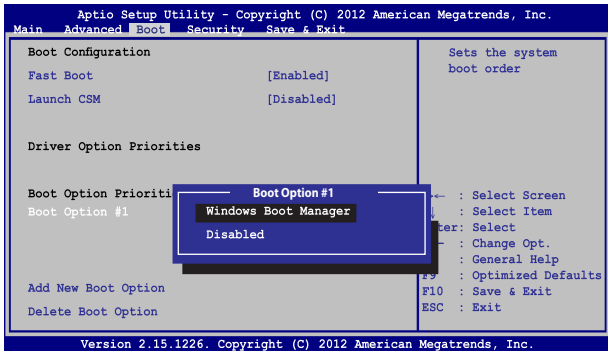 Aptio Setup Utility - Copyright (C) 2012 American Megatrends, Inc.
Main Advanced Boot Security Save & Exit
Boot Configuration
Fast Boot [Enabled]
Launch CSM [Disabled]
Driver Option Priorities
Boot Option
Boot Option #1
Add New Boot Option
Delete Boot Option
Boot Option #1
Windows Boot Manager
Disabled
Sets the system
boot order
: Select Screen
: Select Item
: Select
: Change Opt.
: General Help
F9 : Optimized Defaults
F10 : Save & Exit
ESC : Exit
Version 2.15.1226. Copyright (C) 2012 American Megatrends, Inc.